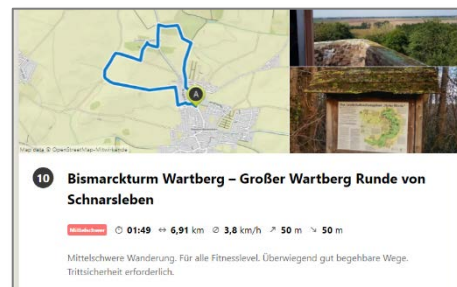 A
Map data © OpenStreetMap-Mitwirkende
10 Bismarckturm Wartberg – Großer Wartberg Runde von
Schnarsleben
Mittelschwer 01:49 6,91 km 3,8 km/h 50 m 50 m
Mittelschwere Wanderung. Für alle Fitnesslevel. Überwiegend gut begehbare Wege.
Trittsicherheit erforderlich.